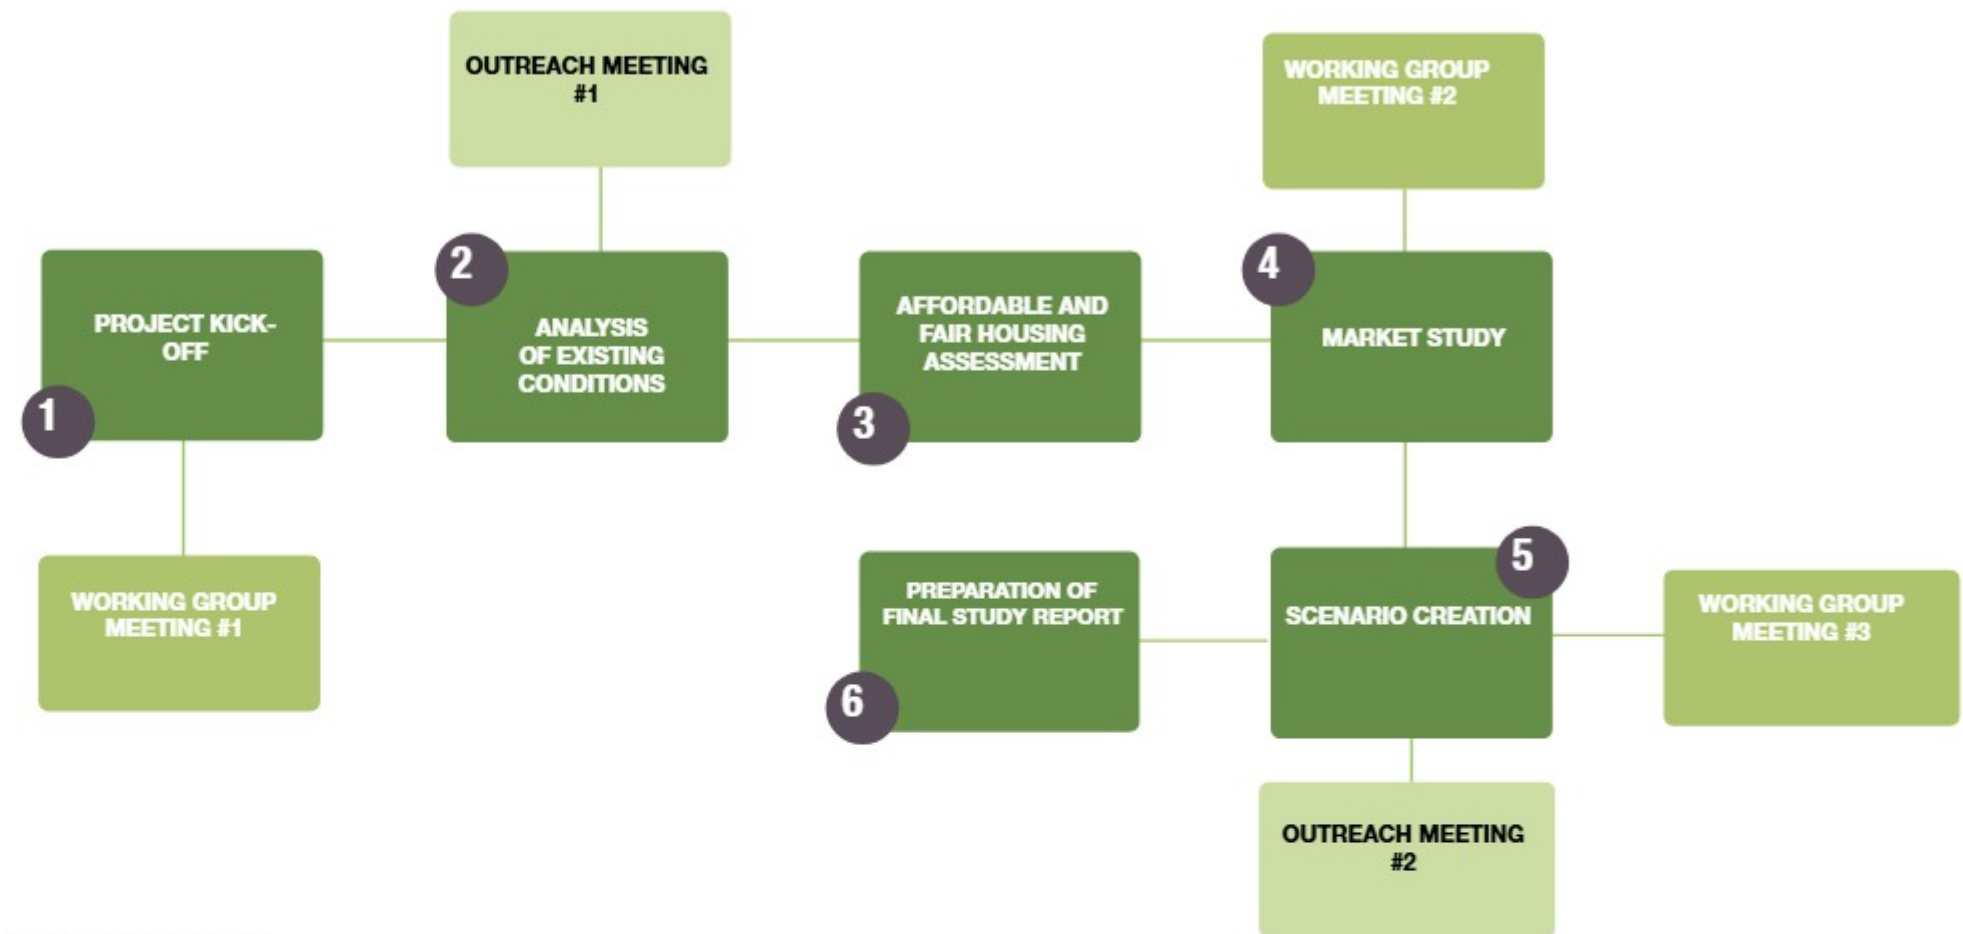 OUTREACH MEETING
#1
WORKING GROUP
MEETING #2
1
PROJECT KICK-
OFF
2
ANALYSIS
OF EXISTING
CONDITIONS
3
AFFORDABLE AND
FAIR HOUSING
ASSESSMENT
4
MARKET STUDY
WORKING GROUP
MEETING #1
6
PREPARATION OF
FINAL STUDY REPORT
5
SCENARIO CREATION
WORKING GROUP
MEETING #3
OUTREACH MEETING
#2